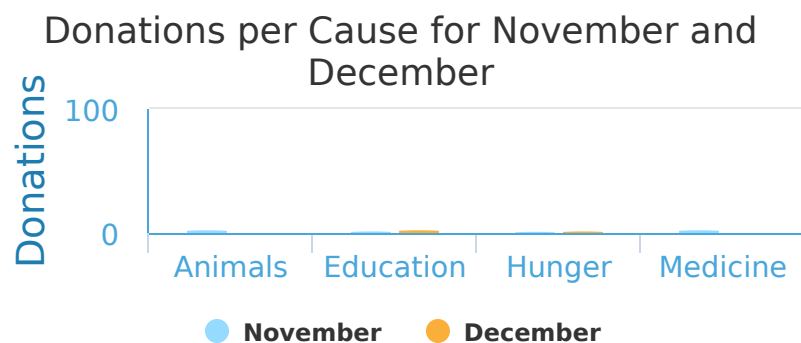 Donations per Cause for November and
December
Donations
100
0
Animals Education Hunger Medicine
November December